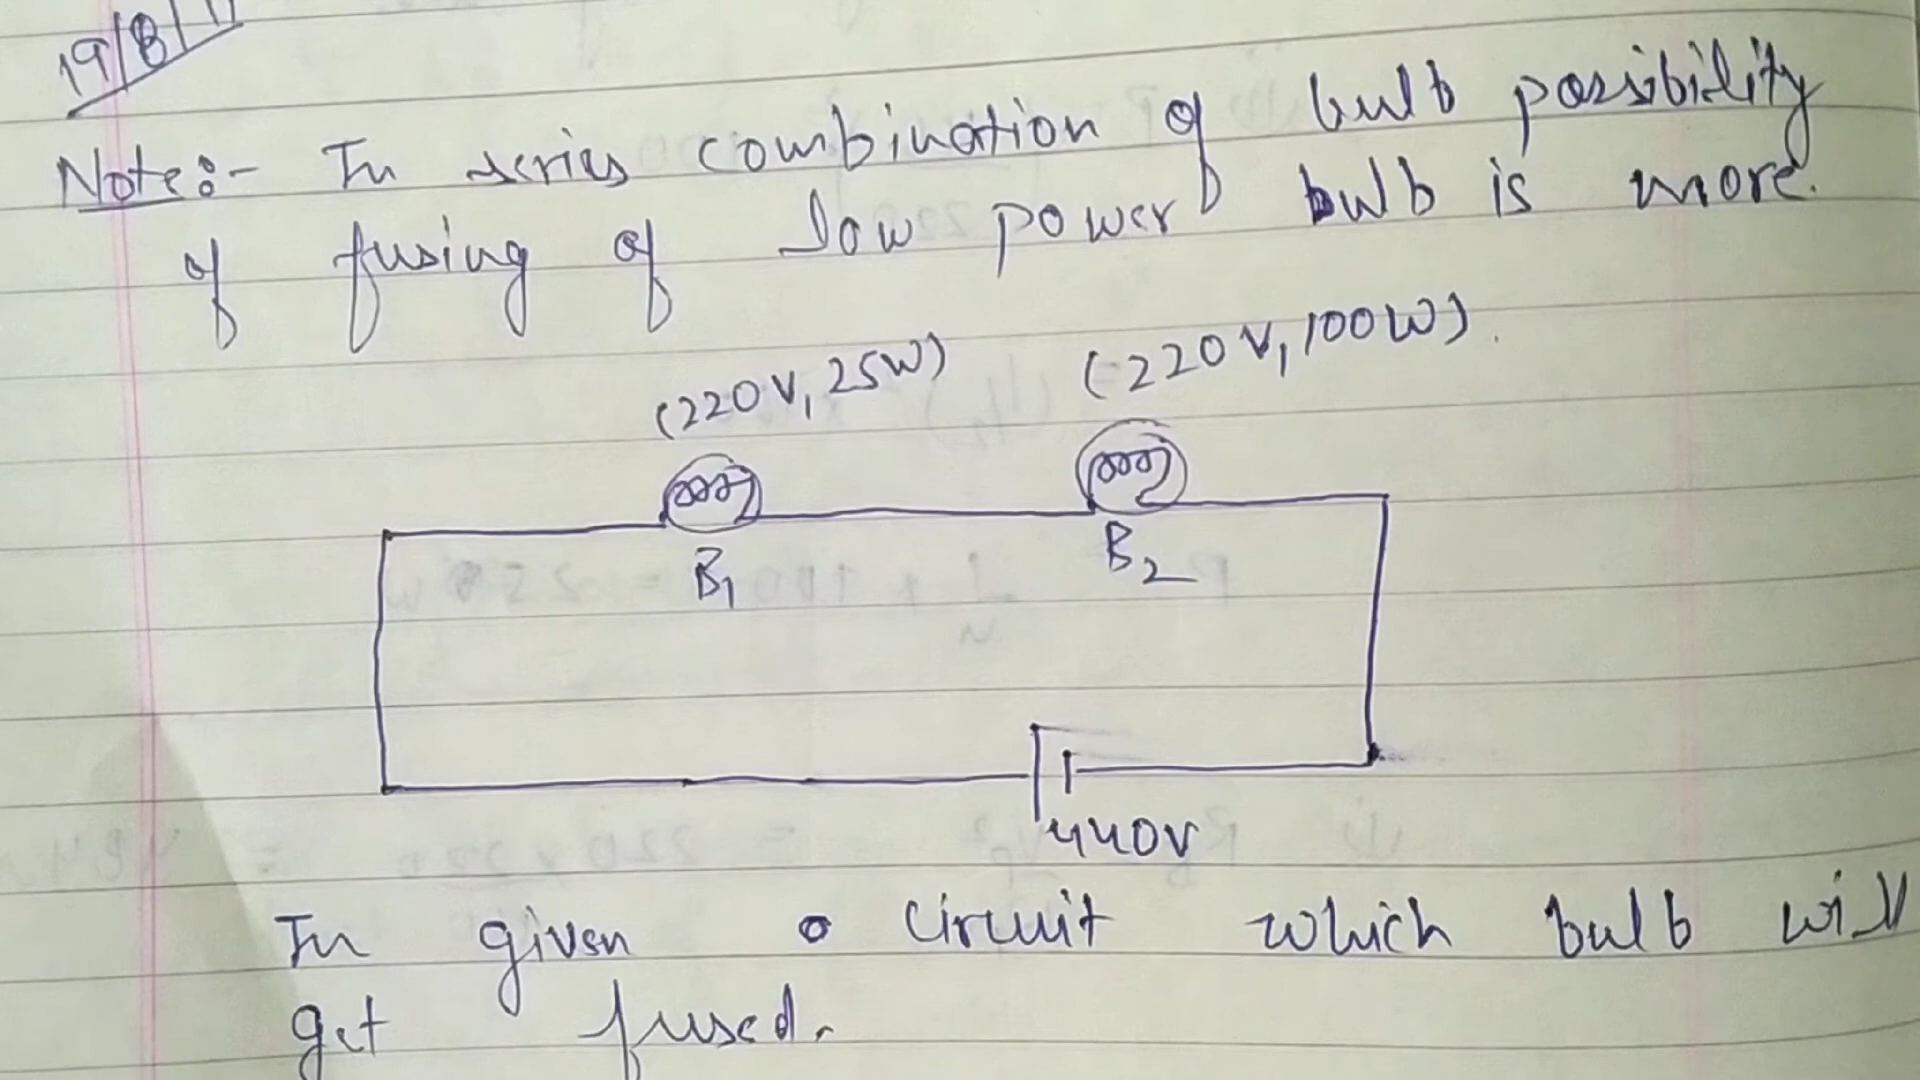 19/8/11
Note:- In series combination of bulb possibility
of fusing of low power bulb is more.
(220V, 25W) (220V, 100W).
B1 B2
440V
In given circuit which bulb will
get fused.